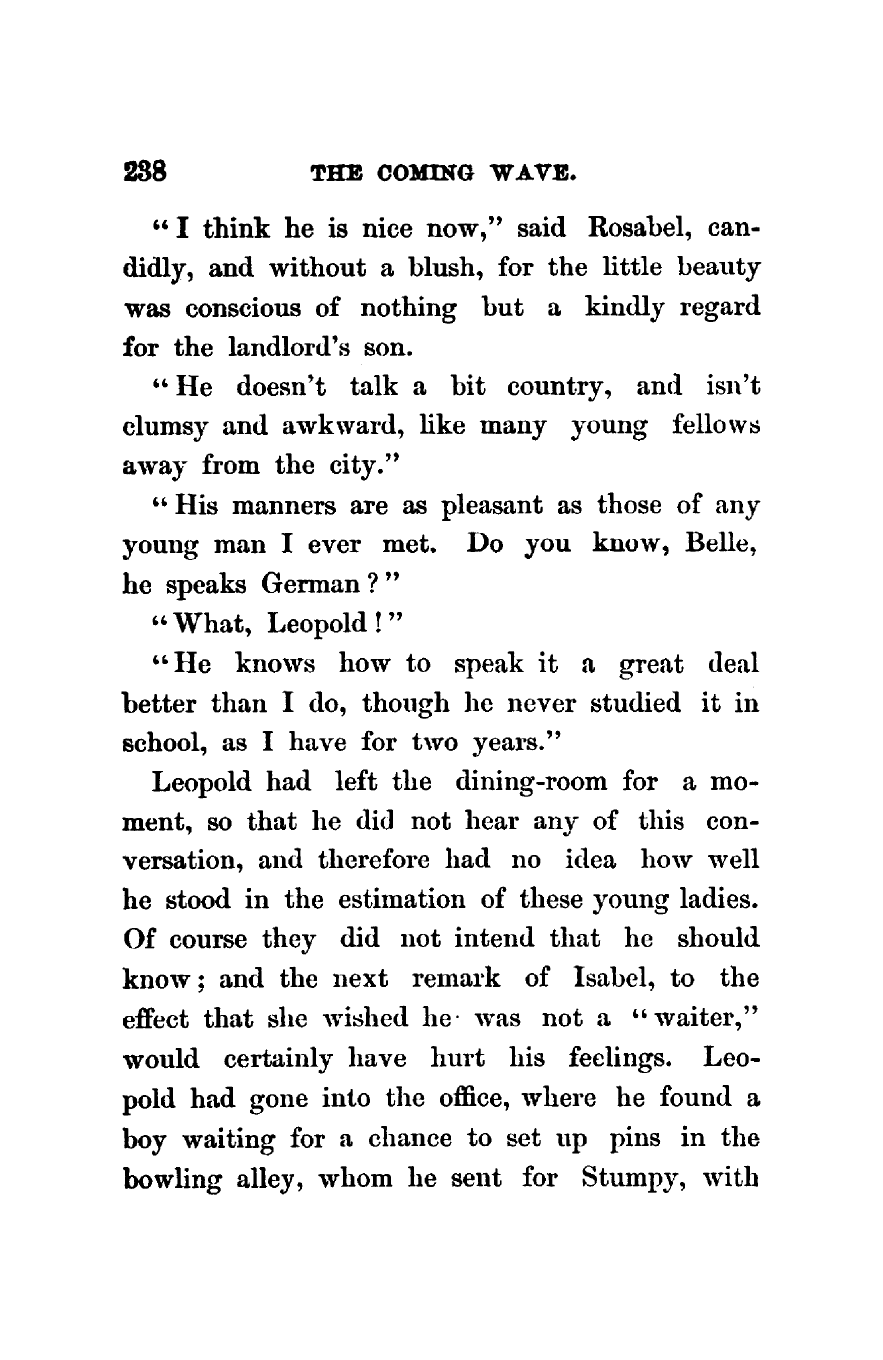 238 THE COMING WAVE.
“I think he is nice now,” said Rosabel, can-
didly, and without a blush, for the little beauty
was conscious of nothing but a kindly regard
for the landlord’s son.
“He doesn’t talk a bit country, and isn’t
clumsy and awkward, like many young fellows
away from the city.”
“His manners are as pleasant as those of any
young man I ever met. Do you know, Belle,
he speaks German?”
“What, Leopold!”
“He knows how to speak it a great deal
better than I do, though he never studied it in
school, as I have for two years.”
Leopold had left the dining-room for a mo-
ment, so that he did not hear any of this con-
versation, and therefore had no idea how well
he stood in the estimation of these young ladies.
Of course they did not intend that he should
know; and the next remark of Isabel, to the
effect that she wished he was not a “waiter,”
would certainly have hurt his feelings. Leo-
pold had gone into the office, where he found a
boy waiting for a chance to set up pins in the
bowling alley, whom he sent for Stumpy, with